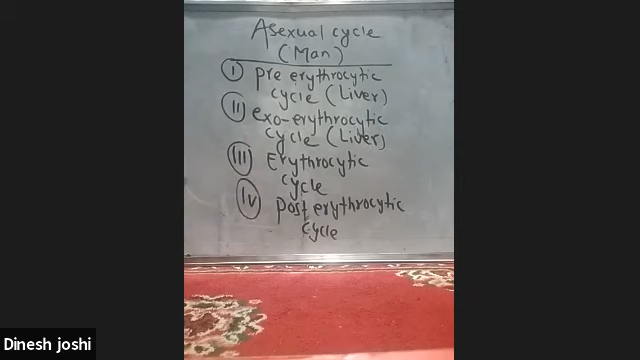 Asexual cycle
(Man)
I pre erythrocytic
cycle (Liver)
II exo-erythrocytic
cycle (Liver)
III Erythrocytic
cycle
IV post erythrocytic
cycle
Dinesh joshi